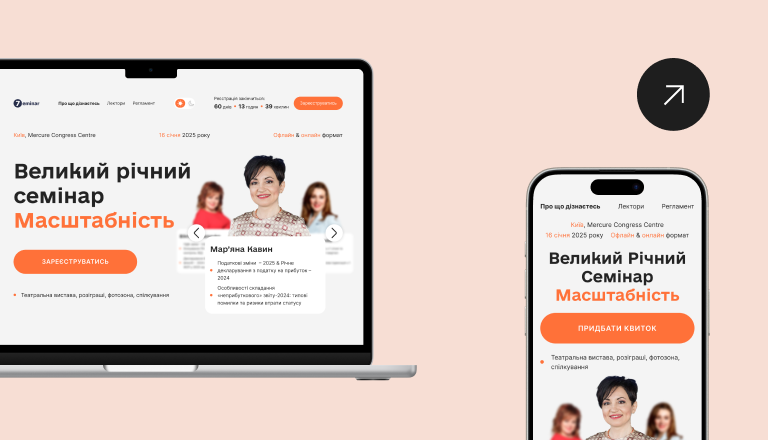 7eminar
Про що дізнаєтесь Лектори Регламент
Реєстрація закінчиться:
60 днів • 13 годин • 39 хвилин
Зареєструватись
Київ, Mercure Congress Centre
16 січня 2025 року
Офлайн & онлайн формат
Великий річний
семінар
Масштабність
ЗАРЕЄСТРУВАТИСЬ
Театральна вистава, розіграші, фотозона, спілкування
Мар'яна Кавин
Податкові зміни – 2025 & Річне
декларування з податку на прибуток –
2024
Особливості складання
«неприбуткового» звіту-2024: типові
помилки та ризики втрати статусу
Про що дізнаєтесь Лектори Регламент
Київ, Mercure Congress Centre
16 січня 2025 року Офлайн & онлайн формат
Великий Річний
Семінар
Масштабність
ПРИДБАТИ КВИТОК
Театральна вистава, розіграші, фотозона,
спілкування